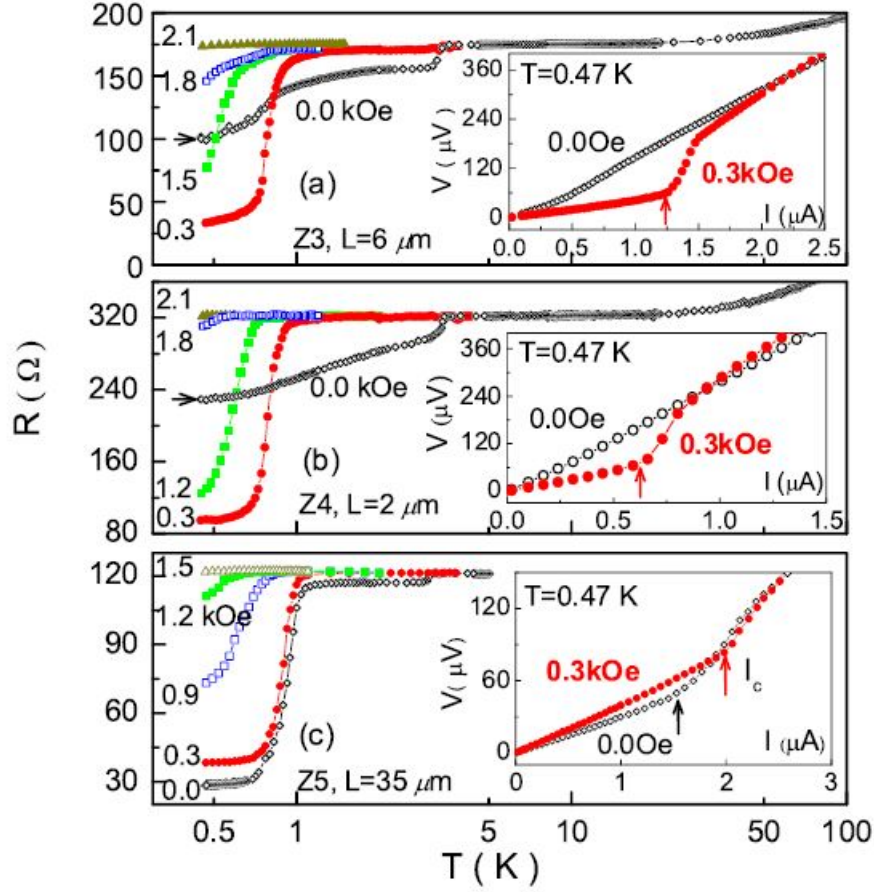 R ( Ω )
200
150
100
50
0
2.1
1.8
0.0 kOe
1.5
0.3
(a)
Z3, L=6 μm
T=0.47 K
360
240
120
0
V ( μV)
0.0Oe
0.3kOe
I (μA)
0.0 0.5 1.0 1.5 2.0 2.5
320
240
160
80
2.1
1.8
0.0 kOe
1.2
0.3
(b)
Z4, L=2 μm
T=0.47 K
360
240
120
0
V ( μV)
0.0Oe
0.3kOe
I (μA)
0.0 0.5 1.0 1.5
120
90
60
30
1.5
1.2 kOe
0.9
0.3
0.0
(c)
Z5, L=35 μm
T=0.47 K
120
60
0
V( μV)
0.3kOe
0.0Oe
I c
I (μA)
0 1 2 3
0.5 1 5 10 50 100
T ( K )